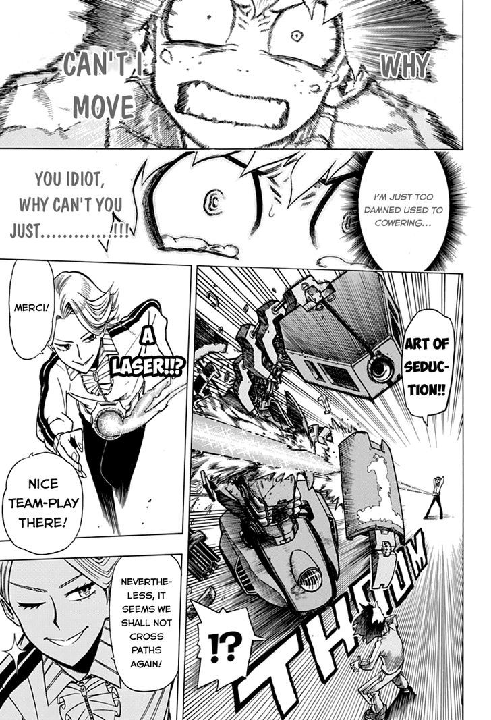 WHY
CAN'T I
MOVE
I'M JUST TOO
DAMNED USED TO
COWERING...
YOU IDIOT,
WHY CAN'T YOU
JUST.............!!!!
ART OF
SEDUC-
TION!!
THOOM
!?
MERCI!
A
LASER!!?
NICE
TEAM-PLAY
THERE!
NEVERTHE-
LESS, IT
SEEMS WE
SHALL NOT
CROSS
PATHS
AGAIN!